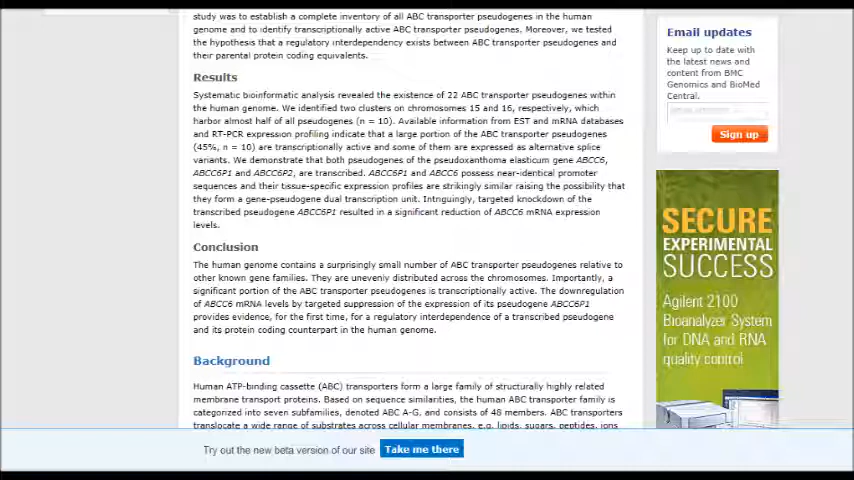 study was to establish a complete inventory of all ABC transporter pseudogenes in the human
genome and to identify transcriptionally active ABC transporter pseudogenes. Moreover, we tested
the hypothesis that a regulatory interdependency exists between ABC transporter pseudogenes and
their parental protein coding equivalents.
Results
Systematic bioinformatic analysis revealed the existence of 22 ABC transporter pseudogenes within
the human genome. We identified two clusters on chromosomes 15 and 16, respectively, which
harbor almost half of all pseudogenes (n = 10). Available information from EST and mRNA databases
and RT-PCR expression profiling indicate that a large portion of the ABC transporter pseudogenes
(45%, n = 10) are transcriptionally active and some of them are expressed as alternative splice
variants. We demonstrate that both pseudogenes of the pseudoxanthoma elasticum gene ABCC6,
ABCC6P1 and ABCC6P2, are transcribed. ABCC6P1 and ABCC6 possess near-identical promoter
sequences and their tissue-specific expression profiles are strikingly similar raising the possibility that
they form a gene-pseudogene dual transcription unit. Intriguingly, targeted knockdown of the
transcribed pseudogene ABCC6P1 resulted in a significant reduction of ABCC6 mRNA expression
levels.
Conclusion
The human genome contains a surprisingly small number of ABC transporter pseudogenes relative to
other known gene families. They are unevenly distributed across the chromosomes. Importantly, a
significant portion of the ABC transporter pseudogenes is transcriptionally active. The downregulation
of ABCC6 mRNA levels by targeted suppression of the expression of its pseudogene ABCC6P1
provides evidence, for the first time, for a regulatory interdependence of a transcribed pseudogene
and its protein coding counterpart in the human genome.
Background
Human ATP-binding cassette (ABC) transporters form a large family of structurally highly related
membrane transport proteins. Based on sequence similarities, the human ABC transporter family is
categorized into seven subfamilies, denoted ABC A-G, and consists of 48 members. ABC transporters
translocate a wide range of substrates across cellular membranes, e.g. lipids, sugars, peptides, ions
Email updates
Keep up to date with
the latest news and
content from BMC
Genomics and BioMed
Central.
Sign up
SECURE
EXPERIMENTAL
SUCCESS
Agilent 2100
Bioanalyzer System
for DNA and RNA
quality control
Try out the new beta version of our site
Take me there